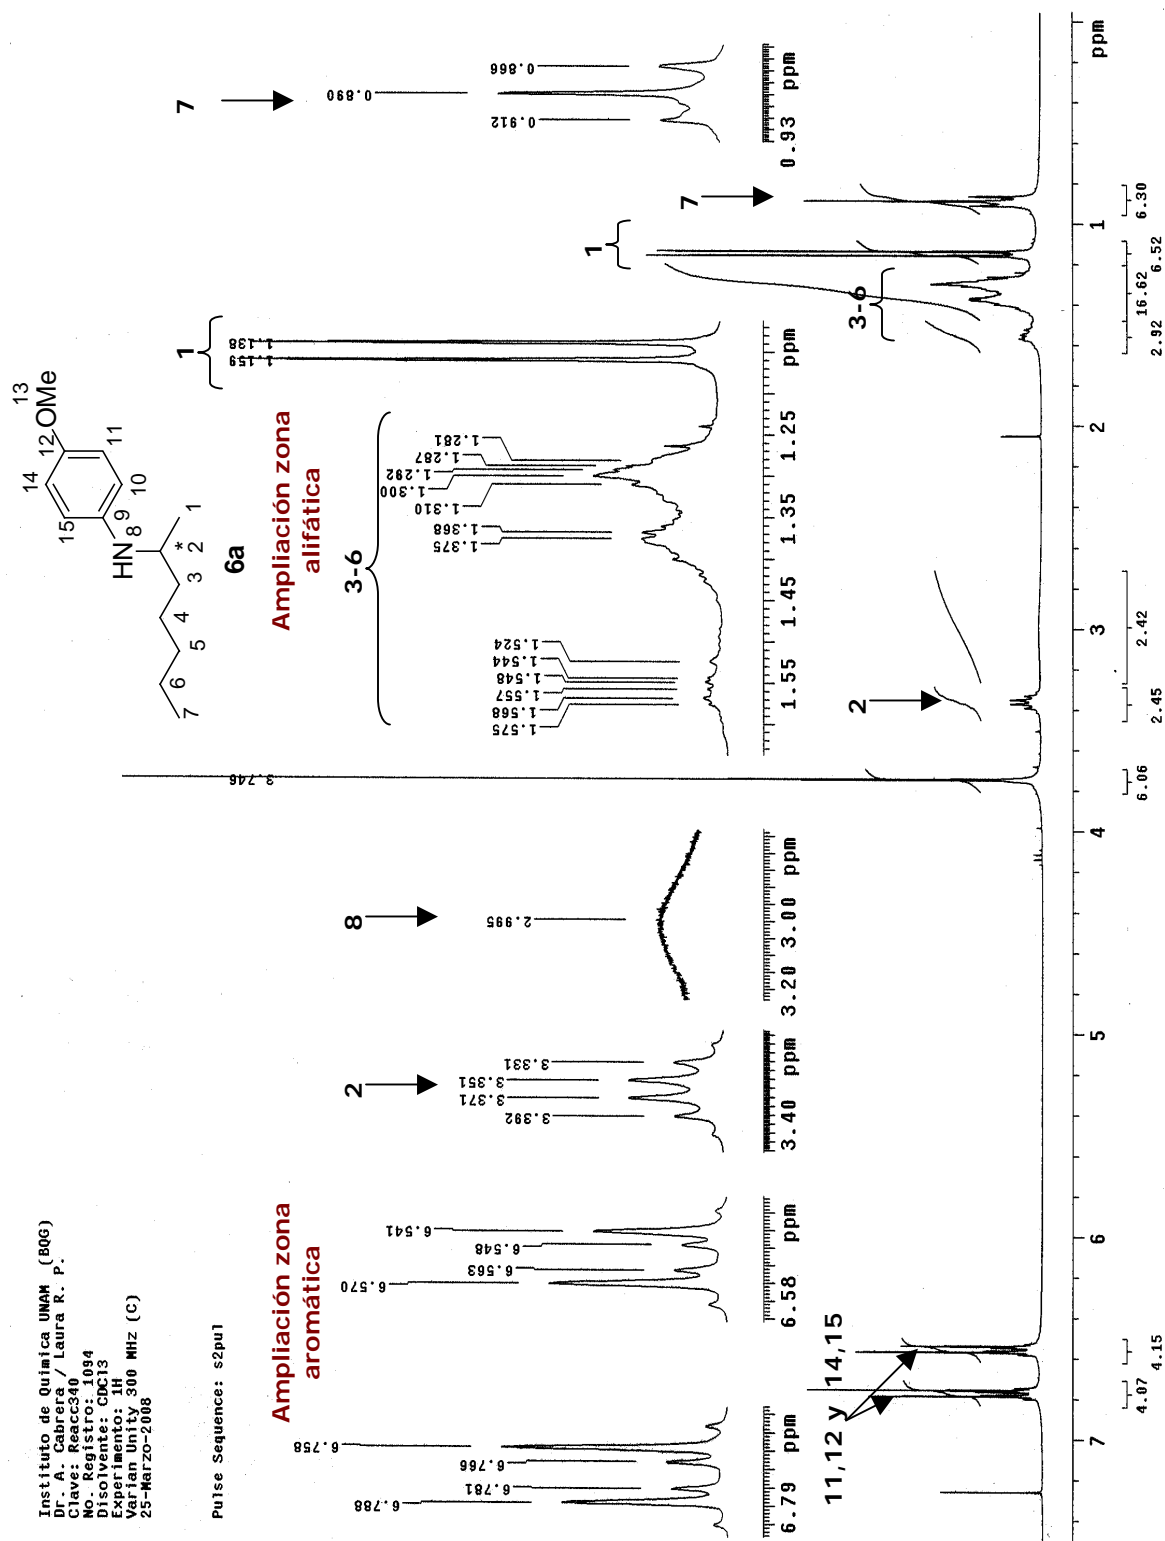 Instituto de Quimica UNAM (BQG)
Dr. A. Cabrera / Laura R. P.
Clave: Reacc340
No. Registro: 1094
Disolvente: CDCl3
Experimento: 1H
Varian Unity 300 MHz (C)
25-Marzo-2008
Pulse Sequence: s2pul
13
OMe
12
14
11
15
10
9
HN
8
1
*
2
3
4
5
6
7
6a
Ampliación zona
aromática
6.788
6.781
6.766
6.758
6.79 ppm
6.570
6.563
6.548
6.541
6.58 ppm
2
3.392
3.371
3.351
3.331
3.40 ppm
8
2.995
3.20 3.00 ppm
3.746
Ampliación zona
alifática
3-6
1.575
1.568
1.557
1.548
1.544
1.524
1.375
1.368
1.310
1.300
1.292
1.287
1.281
1
1.159
1.138
1.55 1.45 1.35 1.25 ppm
7
0.912
0.890
0.866
0.93 ppm
11,12 y 14,15
2
3-6
1
7
7 6 5 4 3 2 1 ppm
4.07 4.15 6.06 2.45 2.42 2.92 16.62 6.52 6.30